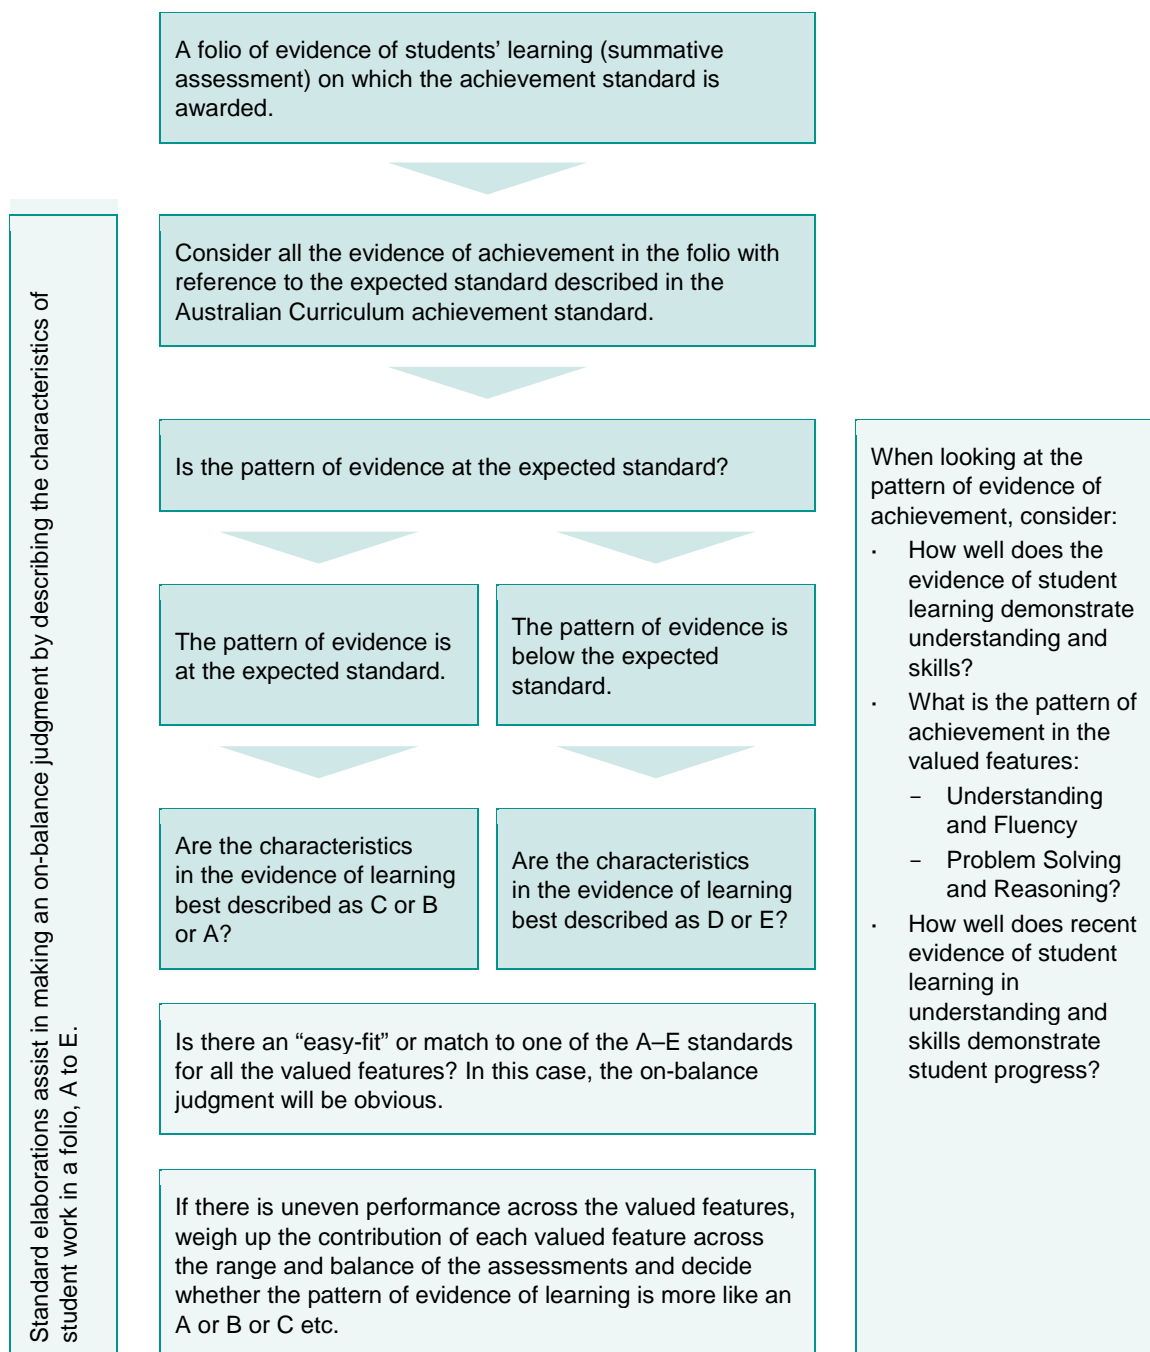 A folio of evidence of students’ learning (summative
assessment) on which the achievement standard is
awarded.
Standard elaborations assist in making an on-balance judgment by describing the characteristics of
student work in a folio, A to E.
Consider all the evidence of achievement in the folio with
reference to the expected standard described in the
Australian Curriculum achievement standard.
Is the pattern of evidence at the expected standard?
The pattern of evidence is
at the expected standard.
The pattern of evidence is
below the expected
standard.
Are the characteristics
in the evidence of learning
best described as C or B
or A?
Are the characteristics
in the evidence of learning
best described as D or E?
Is there an “easy-fit” or match to one of the A–E standards
for all the valued features? In this case, the on-balance
judgment will be obvious.
If there is uneven performance across the valued features,
weigh up the contribution of each valued feature across
the range and balance of the assessments and decide
whether the pattern of evidence of learning is more like an
A or B or C etc.
When looking at the
pattern of evidence of
achievement, consider:
· How well does the
evidence of student
learning demonstrate
understanding and
skills?
· What is the pattern of
achievement in the
valued features:
− Understanding
and Fluency
− Problem Solving
and Reasoning?
· How well does recent
evidence of student
learning in
understanding and
skills demonstrate
student progress?